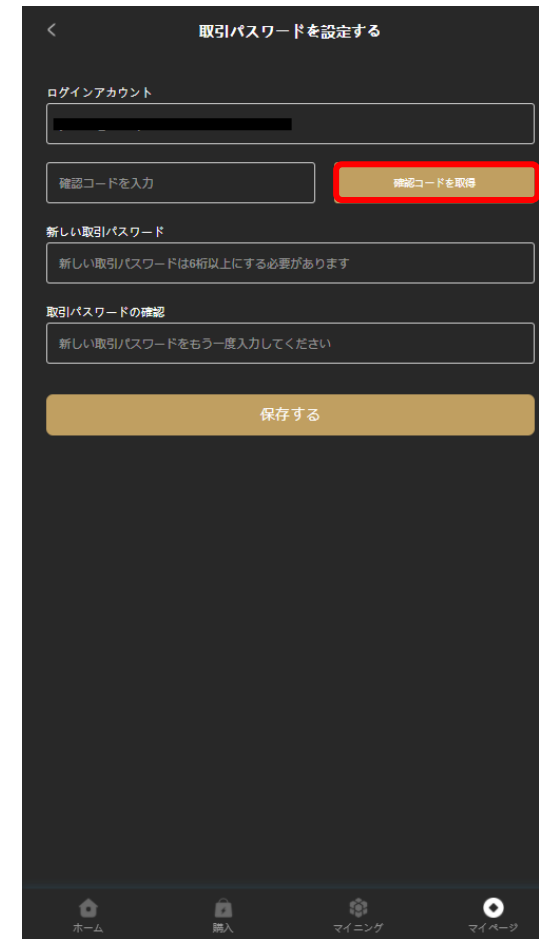 取引パスワードを設定する
ログインアカウント
確認コードを入力
確認コードを取得
新しい取引パスワード
新しい取引パスワードは6桁以上にする必要があります
取引パスワードの確認
新しい取引パスワードをもう一度入力してください
保存する
ホーム
購入
マイニング
マイページ